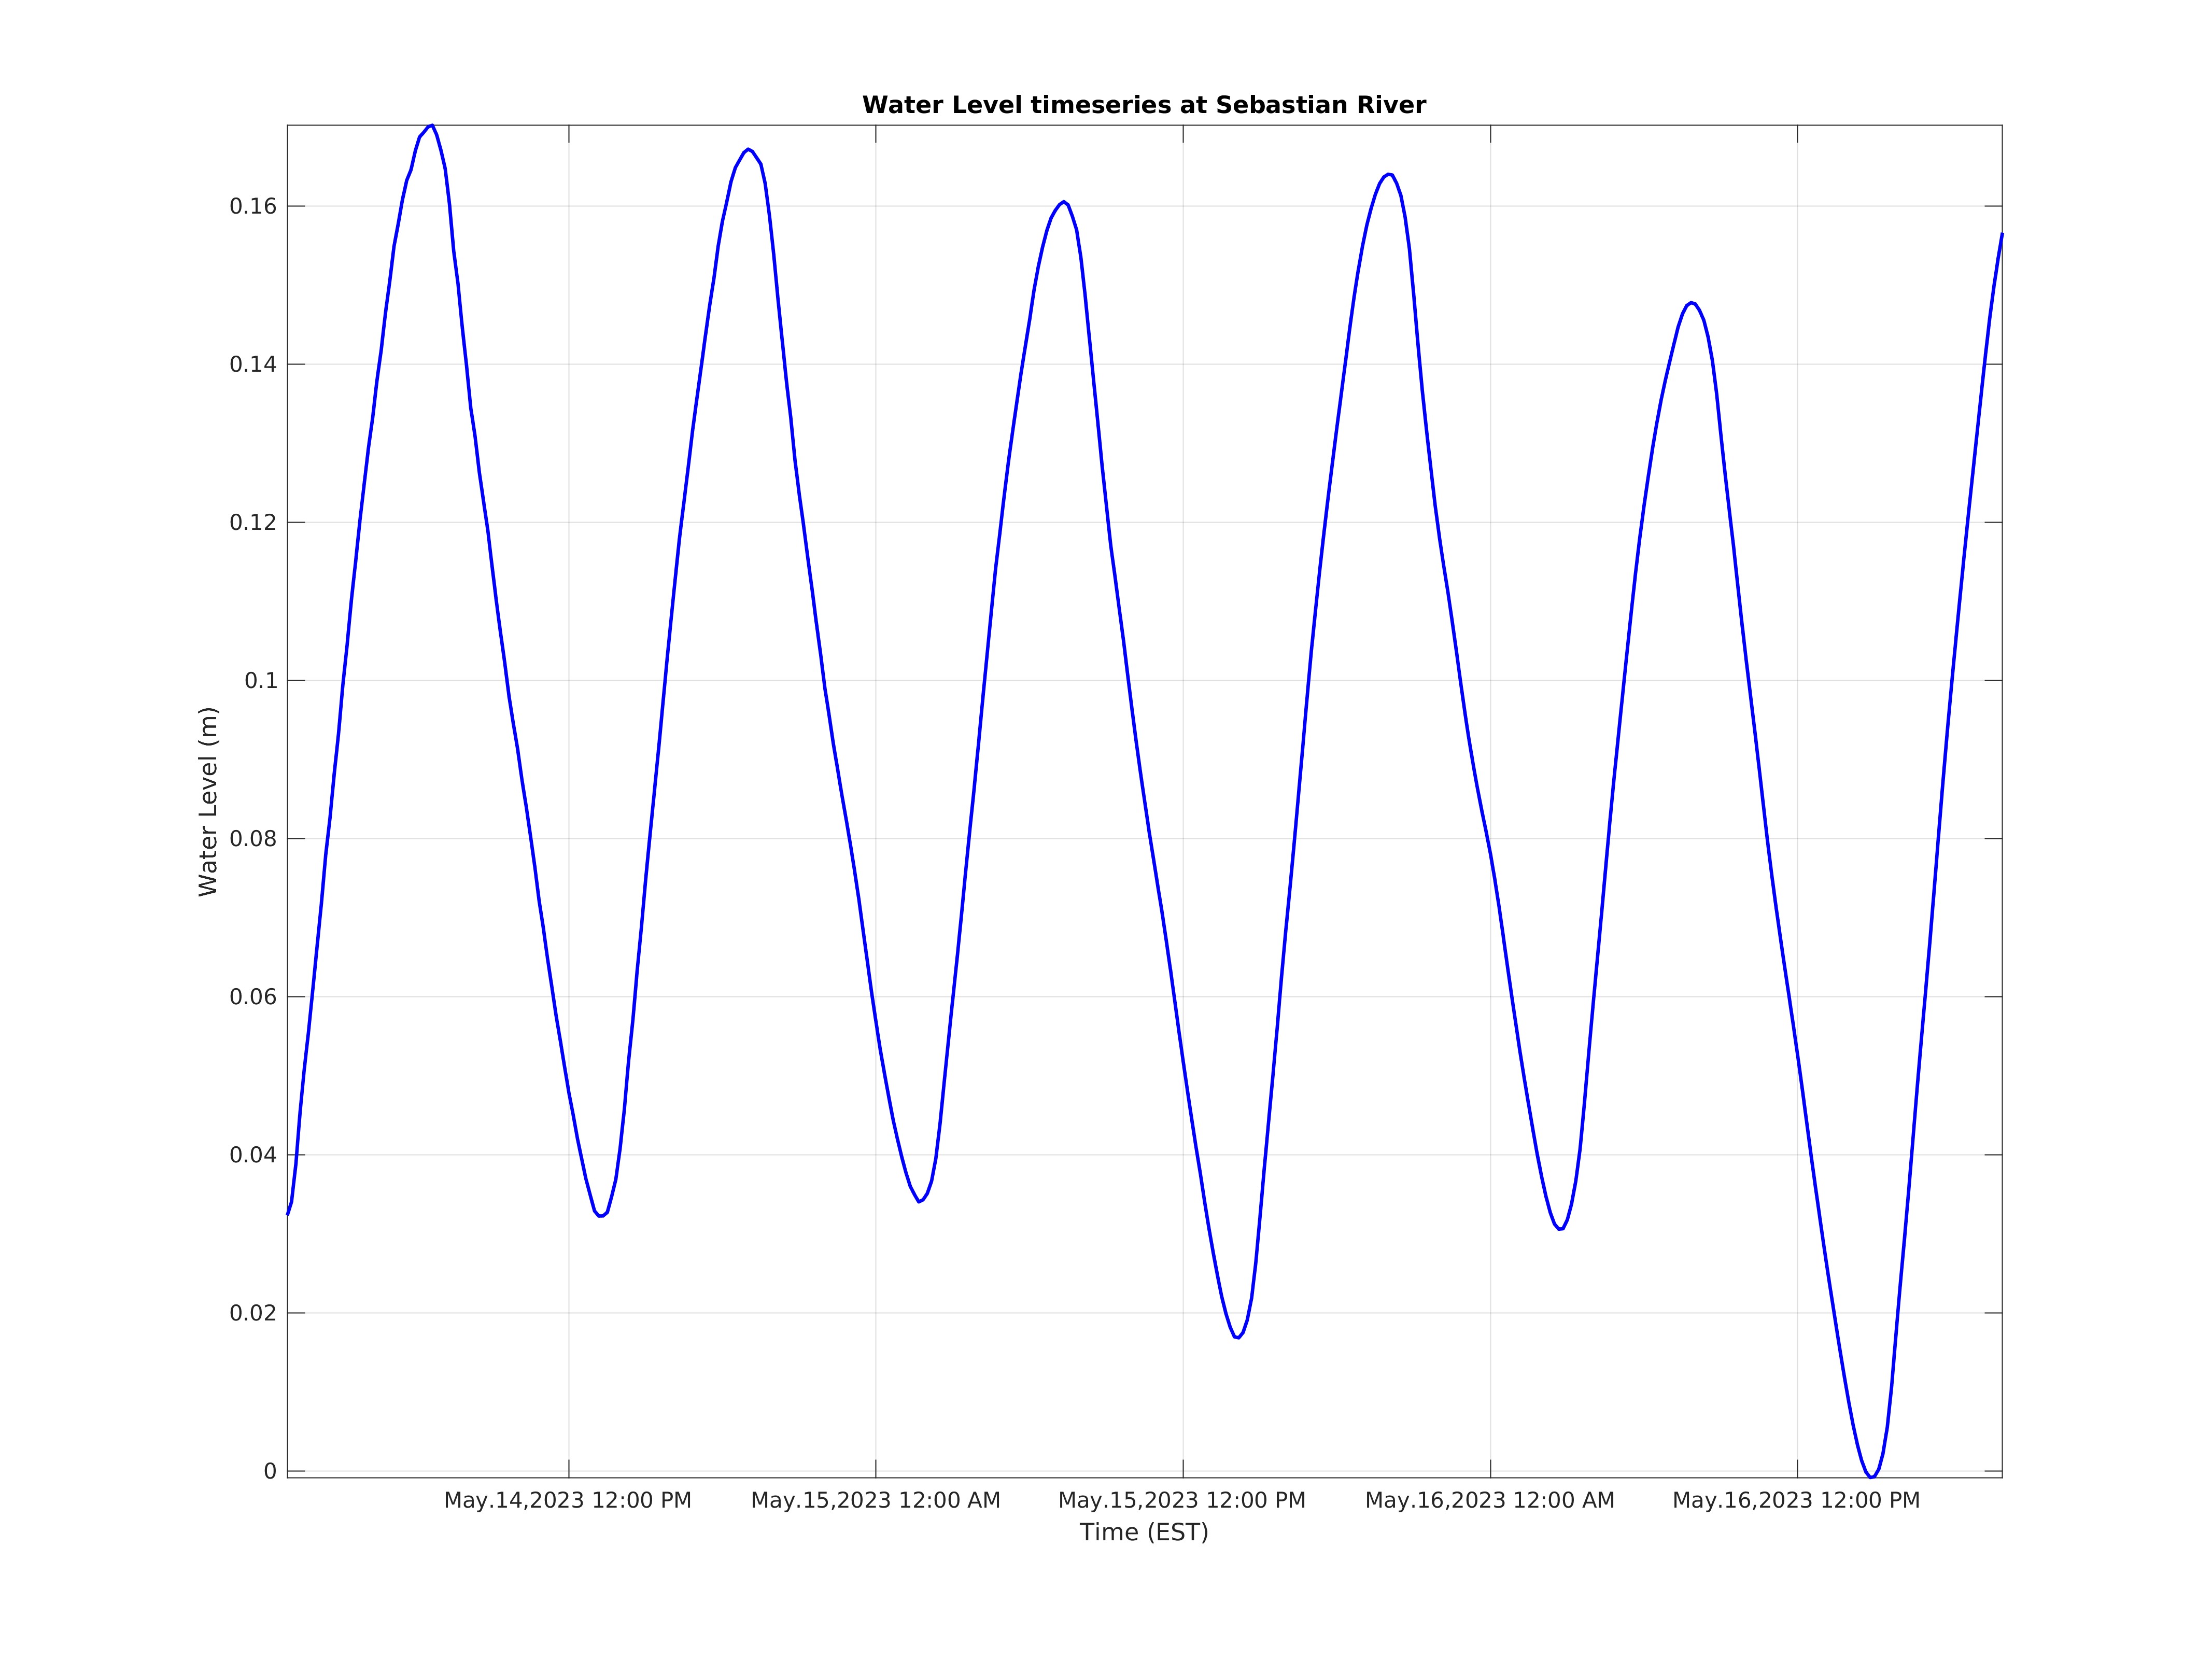 Water Level timeseries at Sebastian River
0.16
0.14
0.12
0.1
0.08
0.06
0.04
0.02
0
Water Level (m)
May.14,2023 12:00 PM
May.15,2023 12:00 AM
May.15,2023 12:00 PM
May.16,2023 12:00 AM
May.16,2023 12:00 PM
Time (EST)